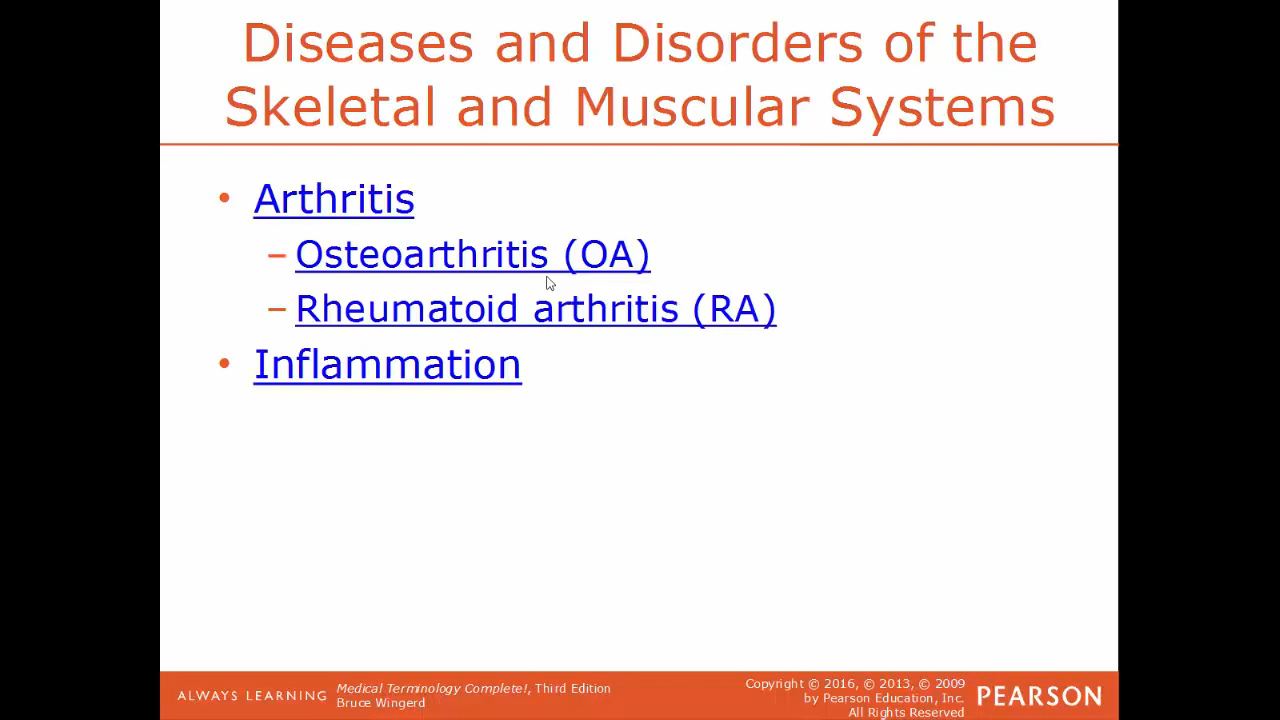 Diseases and Disorders of the
Skeletal and Muscular Systems
• Arthritis
– Osteoarthritis (OA)
– Rheumatoid arthritis (RA)
• Inflammation
ALWAYS LEARNING
Medical Terminology Complete!, Third Edition
Bruce Wingerd
Copyright © 2016, © 2013, © 2009
by Pearson Education, Inc.
All Rights Reserved
PEARSON